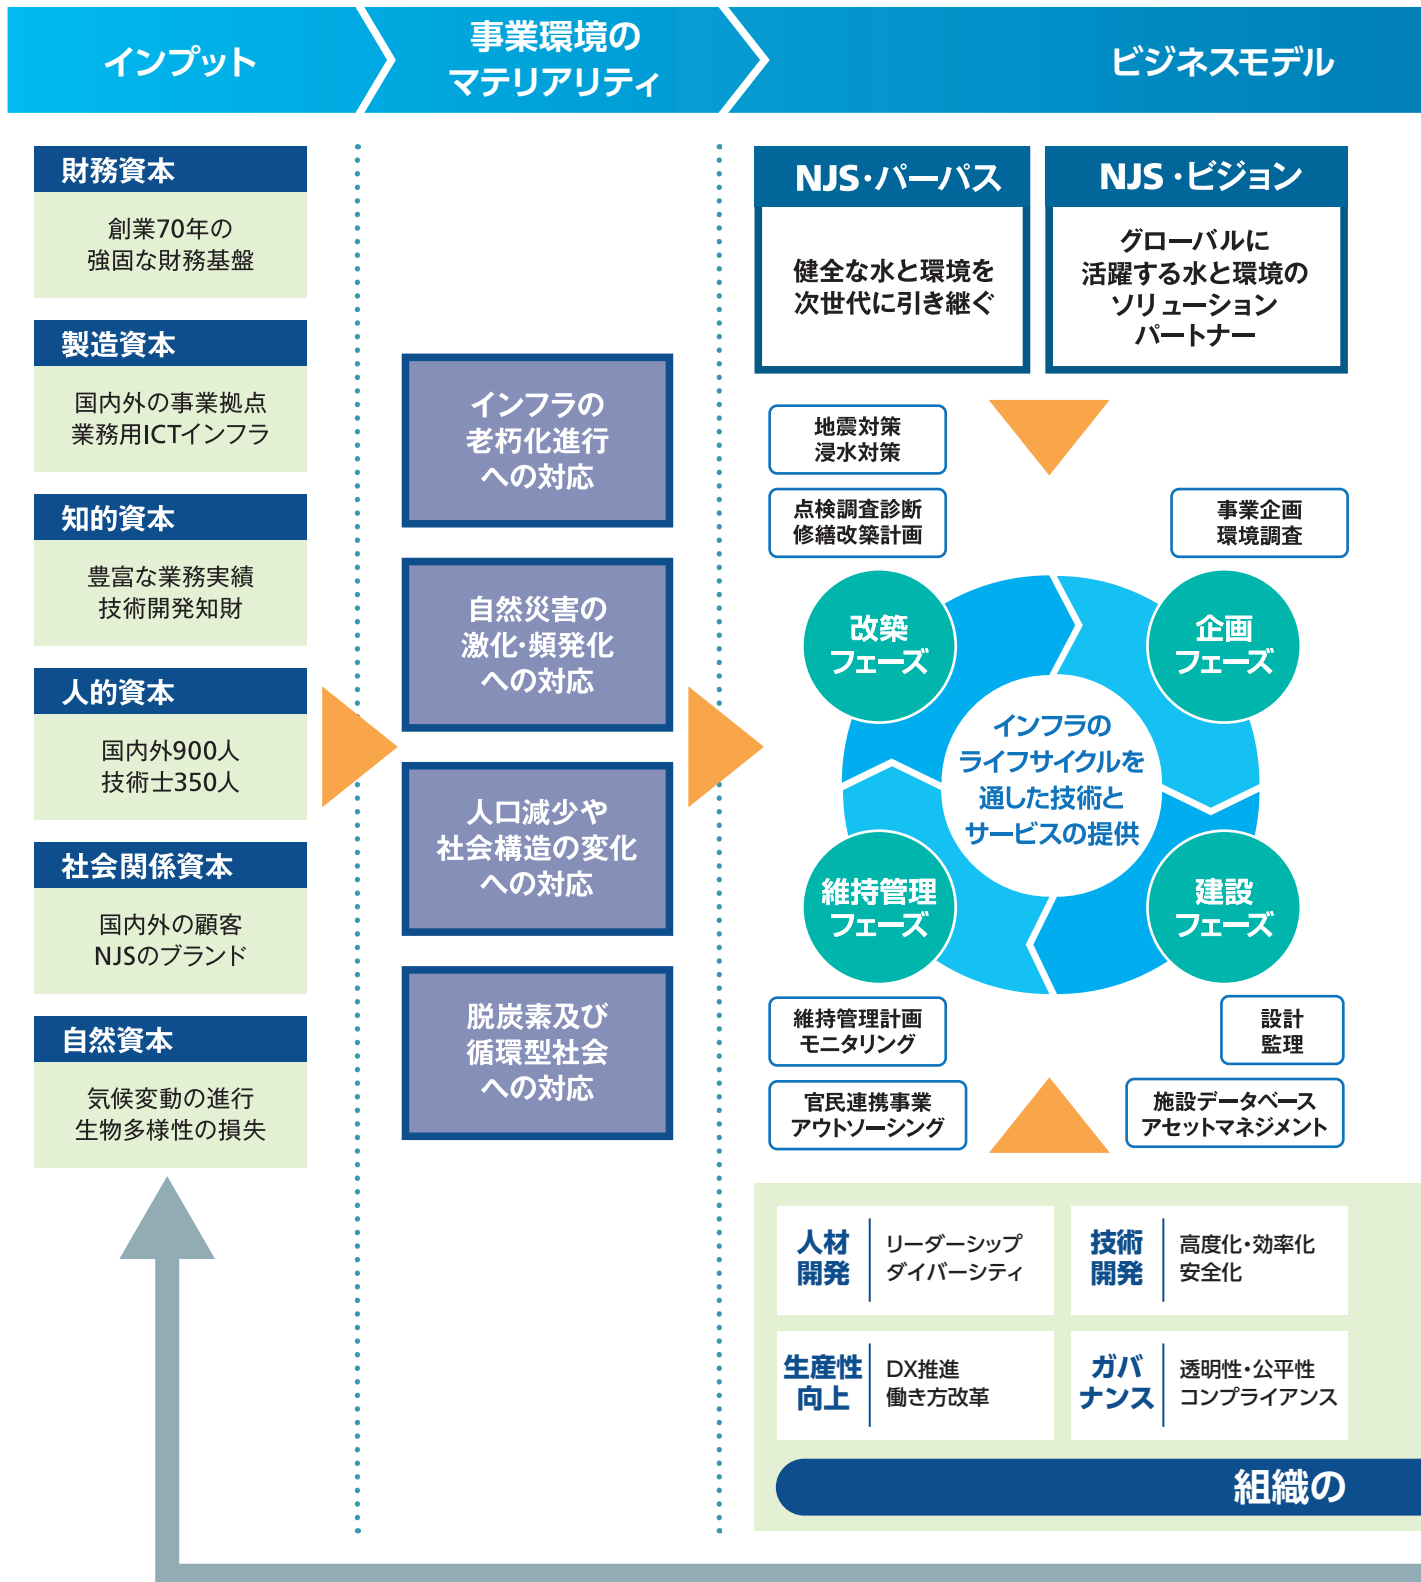 インプット
事業環境の
マテリアリティ
ビジネスモデル
財務資本
創業70年の
強固な財務基盤
製造資本
国内外の事業拠点
業務用ICTインフラ
知的資本
豊富な業務実績
技術開発知財
人的資本
国内外900人
技術士350人
社会関係資本
国内外の顧客
NJSのブランド
自然資本
気候変動の進行
生物多様性の損失
インフラの
老朽化進行
への対応
自然災害の
激化・頻発化
への対応
人口減少や
社会構造の変化
への対応
脱炭素及び
循環型社会
への対応
NJS・パーパス
健全な水と環境を
次世代に引き継ぐ
NJS・ビジョン
グローバルに
活躍する水と環境の
ソリューション
パートナー
地震対策
浸水対策
点検調査診断
修繕改築計画
事業企画
環境調査
改築
フェーズ
企画
フェーズ
インフラの
ライフサイクルを
通した技術と
サービスの提供
維持管理
フェーズ
建設
フェーズ
維持管理計画
モニタリング
設計
監理
官民連携事業
アウトソーシング
施設データベース
アセットマネジメント
人材
開発
リーダーシップ
ダイバーシティ
技術
開発
高度化・効率化
安全化
生産性
向上
DX推進
働き方改革
ガバ
ナンス
透明性・公平性
コンプライアンス
組織の